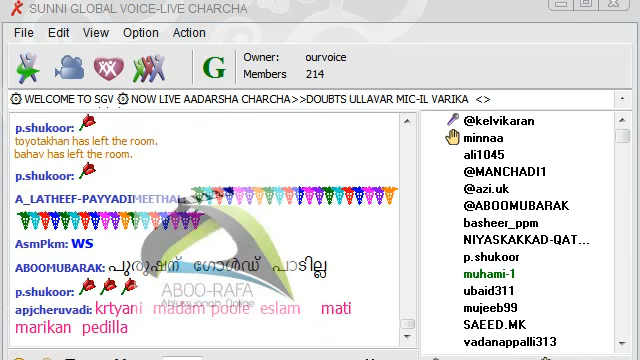 SUNNI GLOBAL VOICE-LIVE CHARCHA
File Edit View Option Action
G Owner: ourvoice
Members 214
WELCOME TO SGV NOW LIVE AADARSHA CHARCHA>>DOUBTS ULLAVAR MIC-IL VARIKA <>
p.shukoor:
toyotakhan has left the room.
bahav has left the room.
p.shukoor:
A_LATHEEF-PAYYADIMEETHAL:
AsmPkm: WS
ABOOMUBARAK: പുരുഷന് ഗോൾഡ് പാടില്ല
p.shukoor:
apjcheruvadi: krtyani madam poole eslam mati
marikan pedilla
ABOO-RAFA
@kelvikaran
minnaa
ali1045
@MANCHADI1
@azi.uk
@ABOOMUBARAK
basheer_ppm
NIYASKAKKAD-QAT...
p.shukoor
muhami-1
ubaid311
mujeeb99
SAEED.MK
vadanappalli313